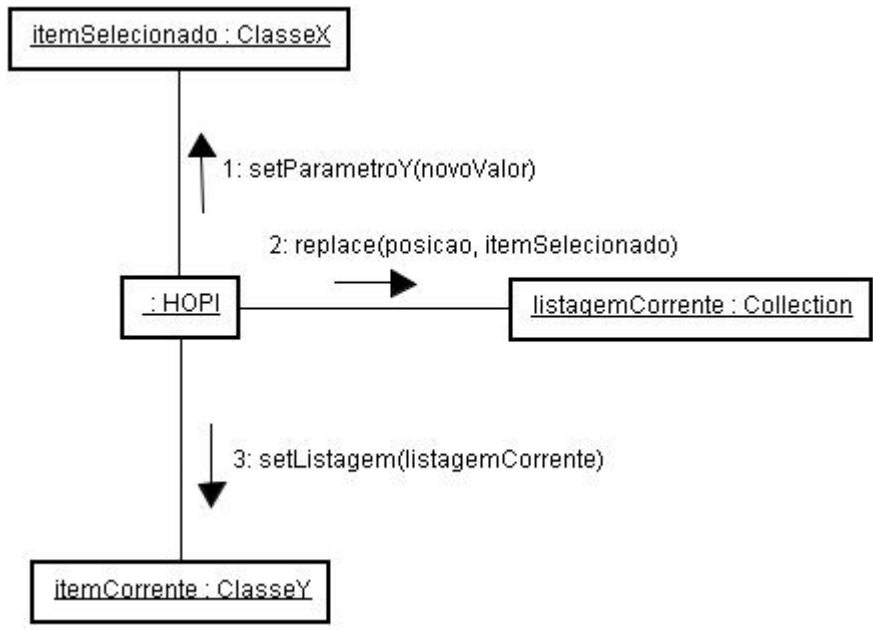 itemSelecionado : ClasseX
1: setParametroY(novoValor)
2: replace(posicao, itemSelecionado)
: HOPI
listagemCorrente : Collection
3: setListagem(listagemCorrente)
itemCorrente : ClasseY